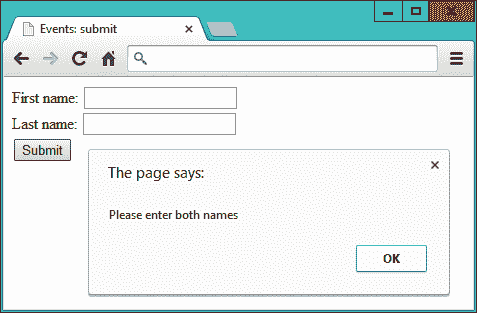 Events: submit
First name:
Last name:
Submit
The page says:
Please enter both names
OK